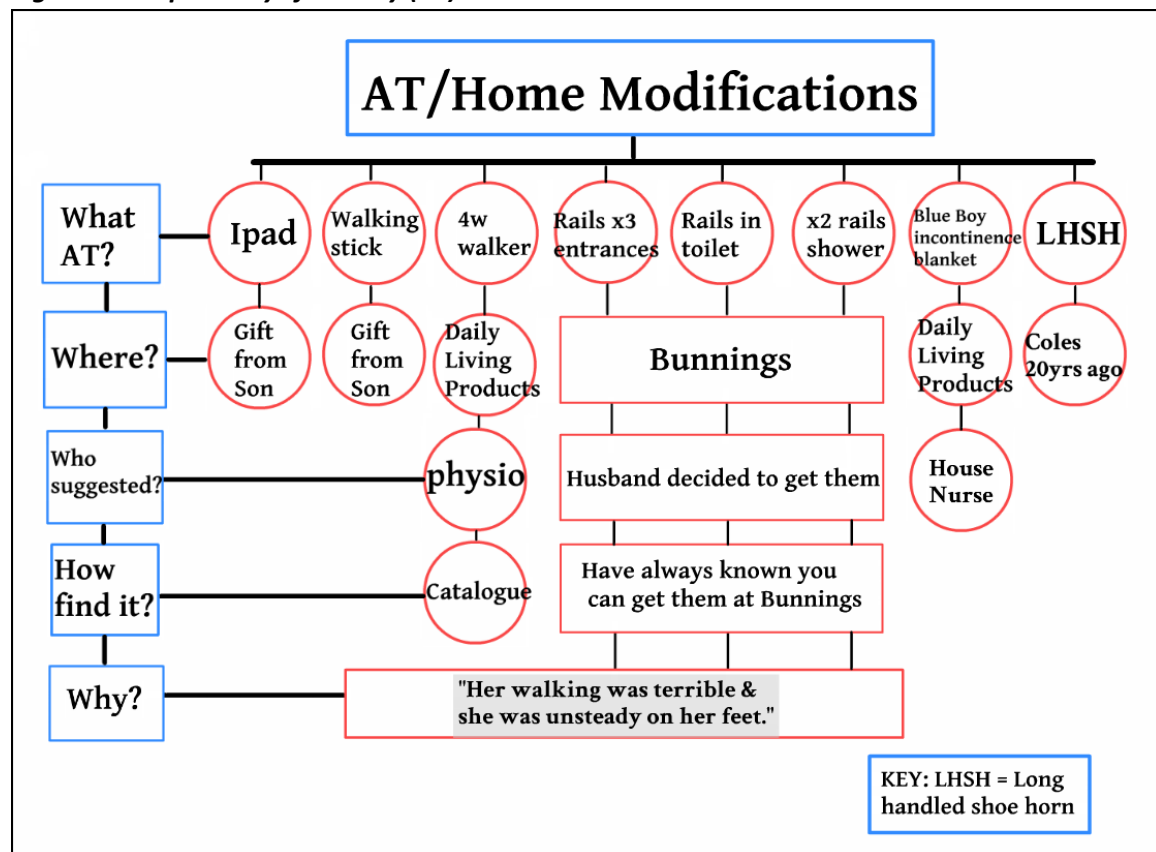 AT/Home Modifications
What
AT?
Ipad
Walking
stick
4w
walker
Rails x3
entrances
Rails in
toilet
x2 rails
shower
Blue Boy
incontinence
blanket
LHSH
Where?
Gift
from
Son
Gift
from
Son
Daily
Living
Products
Bunnings
Daily
Living
Products
Coles
20yrs ago
Who
suggested?
physio
Husband decided to get them
House
Nurse
How
find it?
Catalogue
Have always known you
can get them at Bunnings
Why?
"Her walking was terrible &
she was unsteady on her feet."
KEY: LHSH = Long
handled shoe horn